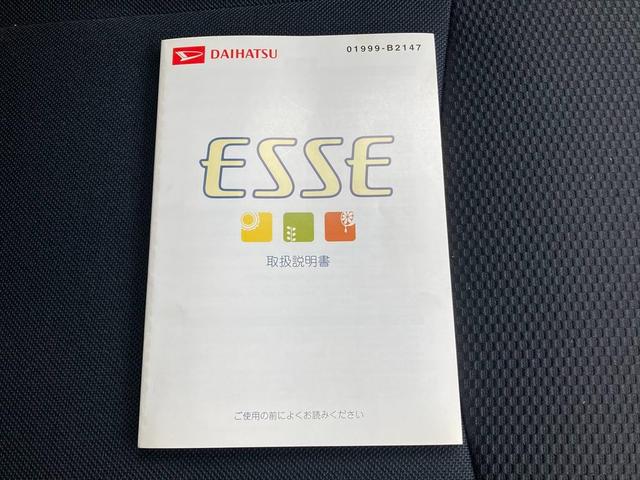 DAIHATSU 01999-B2147
ESSE
取扱説明書
ご使用の前によくお読みください